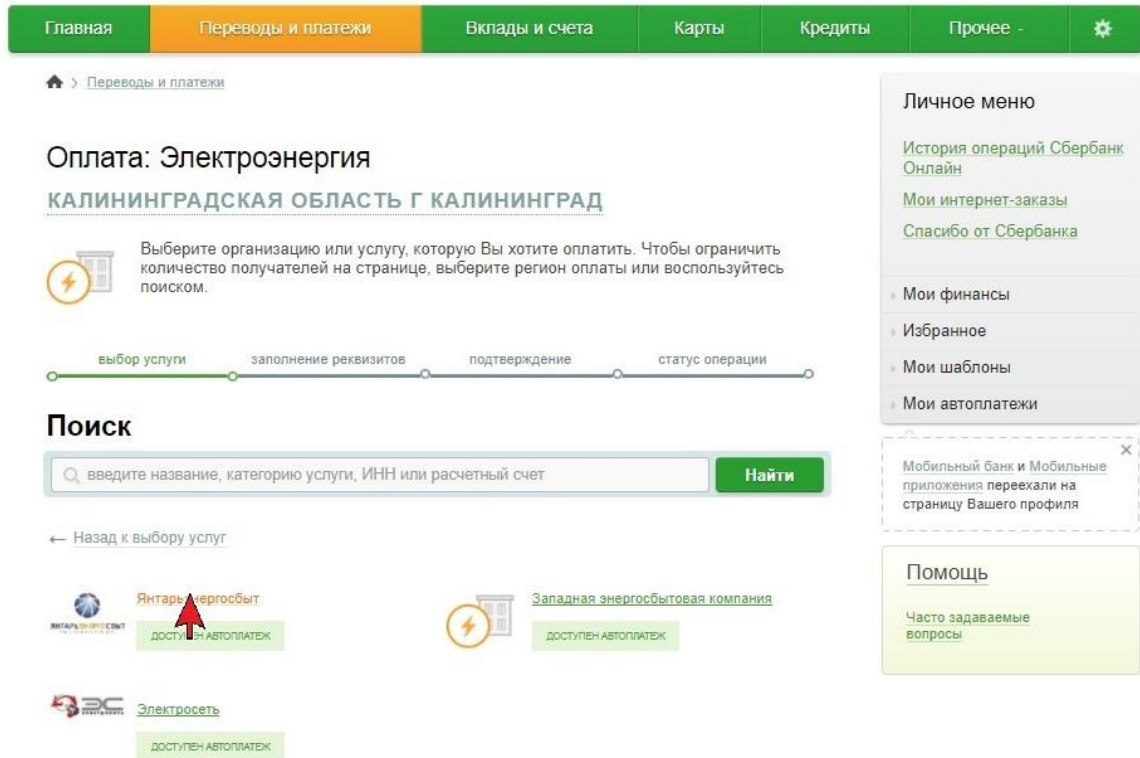 Главная Переводы и платежи Вклады и счета Карты Кредиты Прочее -
> Переводы и платежи
Оплата: Электроэнергия
КАЛИНИНГРАДСКАЯ ОБЛАСТЬ Г КАЛИНИНГРАД
Выберите организацию или услугу, которую Вы хотите оплатить. Чтобы ограничить
количество получателей на странице, выберите регион оплаты или воспользуйтесь
поиском.
выбор услуги заполнение реквизитов подтверждение статус операции
Поиск
введите название, категорию услуги, ИНН или расчетный счет Найти
← Назад к выбору услуг
ЯНТАРЬЭНЕРГОСБЫТ
Янтарьэнергосбыт
ДОСТУПЕН АВТОПЛАТЕЖ
Западная энергосбытовая компания
ДОСТУПЕН АВТОПЛАТЕЖ
ЭС
электросеть
Электросеть
ДОСТУПЕН АВТОПЛАТЕЖ
Личное меню
История операций Сбербанк
Онлайн
Мои интернет-заказы
Спасибо от Сбербанка
Мои финансы
Избранное
Мои шаблоны
Мои автоплатежи
Мобильный банк и Мобильные
приложения переехали на
страницу Вашего профиля
Помощь
Часто задаваемые
вопросы